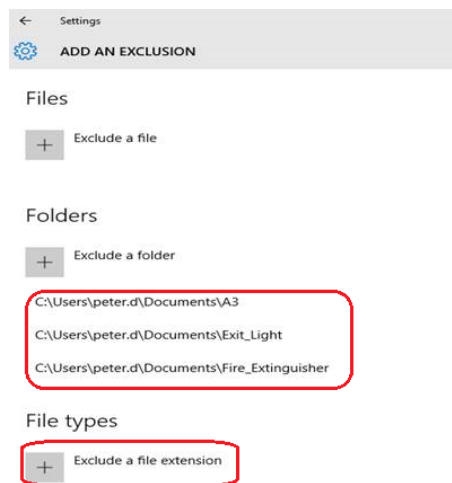 Settings
ADD AN EXCLUSION
Files
Exclude a file
Folders
Exclude a folder
C:\Users\peter.d\Documents\A3
C:\Users\peter.d\Documents\Exit_Light
C:\Users\peter.d\Documents\Fire_Extinguisher
File types
Exclude a file extension